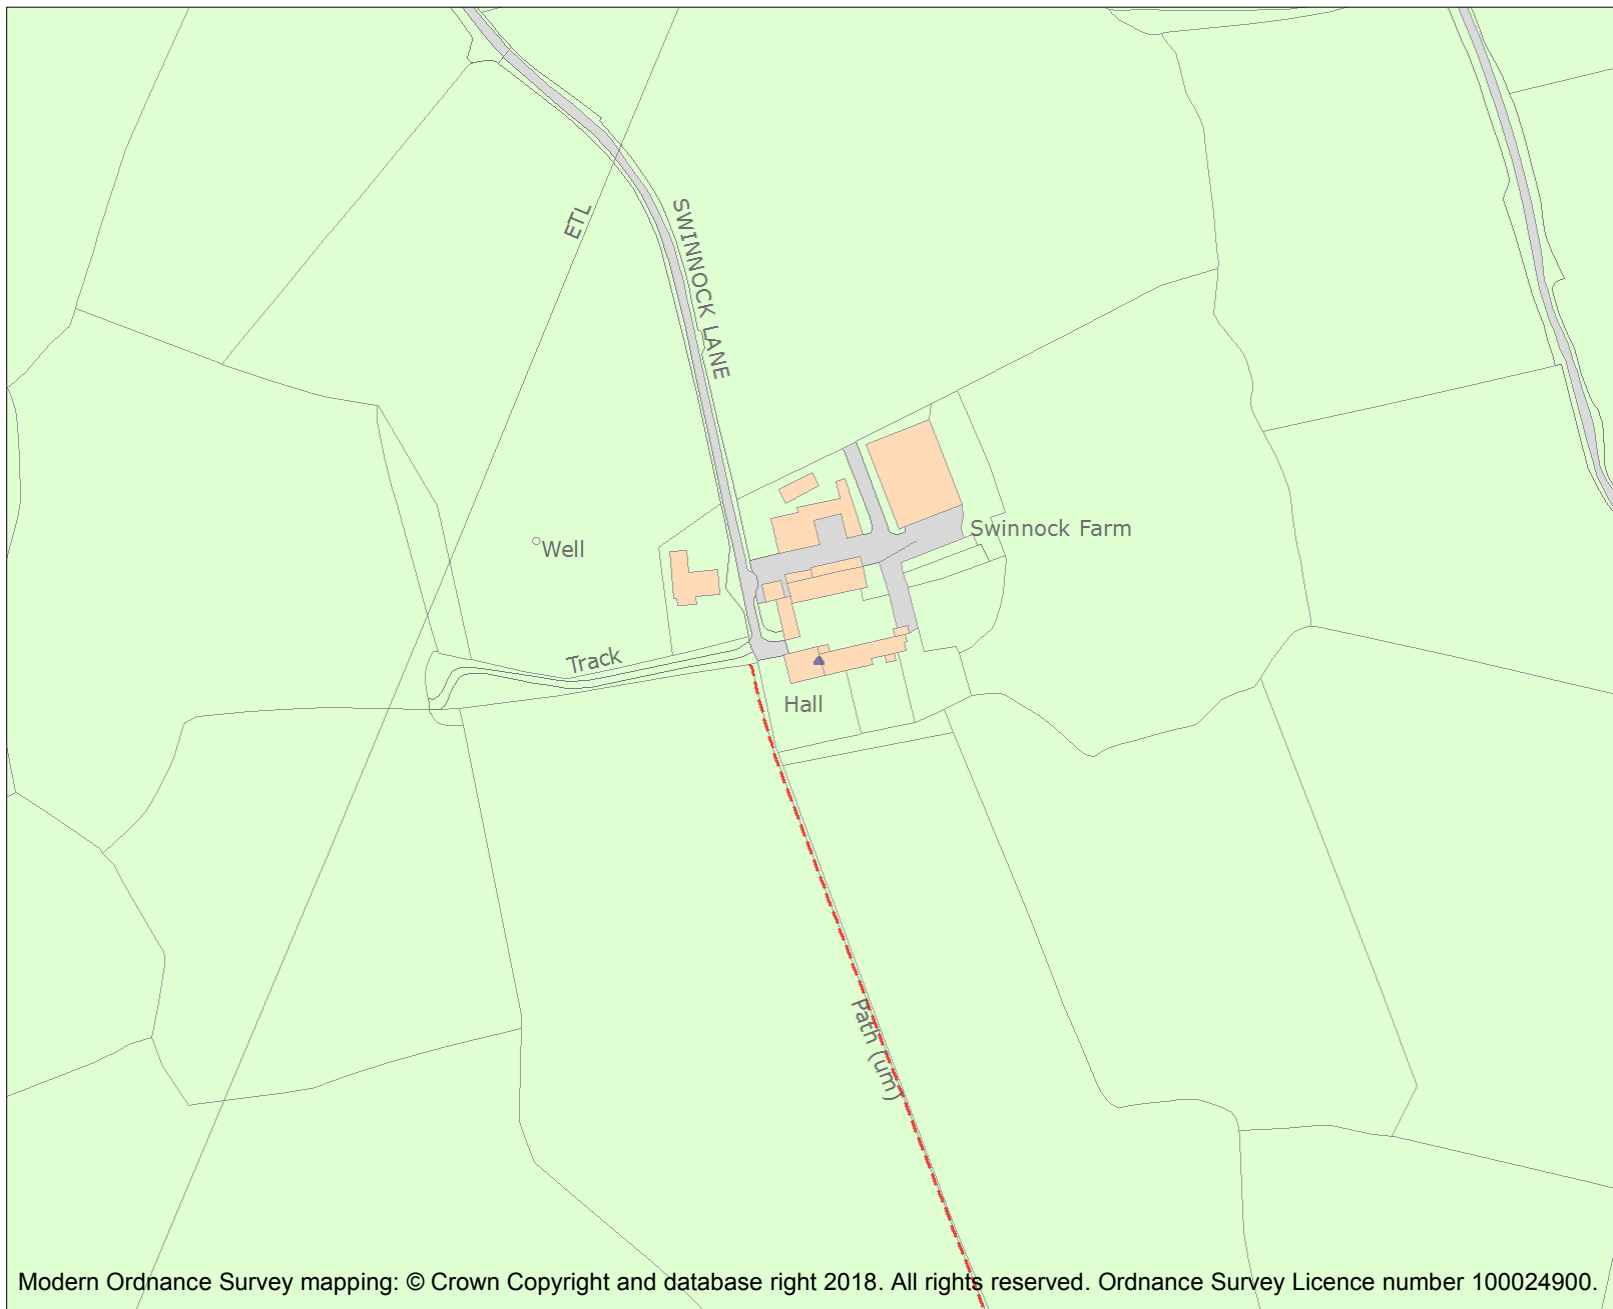 SWINNOCK LANE
ETL
Swinnock Farm
Well
Track
Hall
Path (um)
Modern Ordnance Survey mapping: © Crown Copyright and database right 2018. All rights reserved. Ordnance Survey Licence number 100024900.